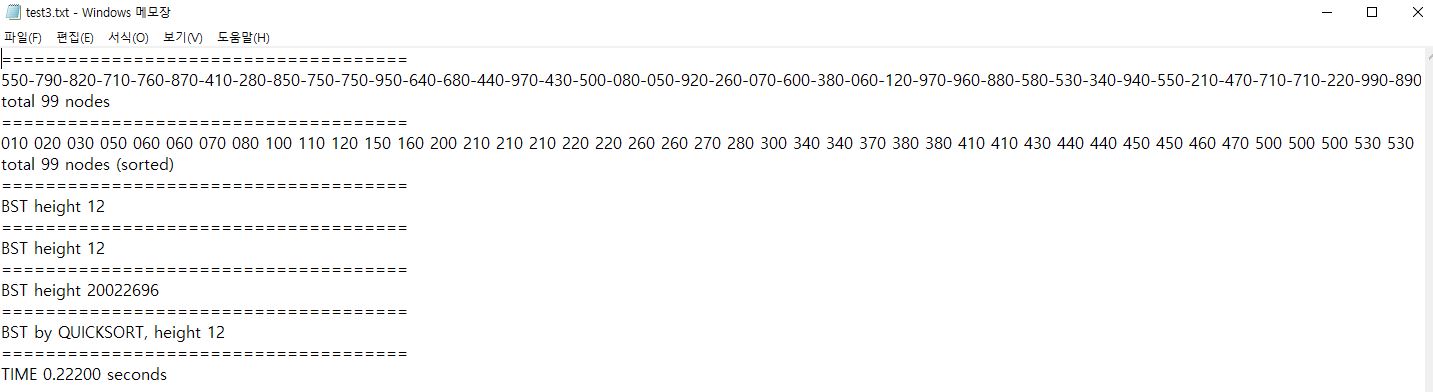 test3.txt - Windows 메모장
파일(F) 편집(E) 서식(O) 보기(V) 도움말(H)
=====================================
550-790-820-710-760-870-410-280-850-750-750-950-640-680-440-970-430-500-080-050-920-260-070-600-380-060-120-970-960-880-580-530-340-940-550-210-470-710-710-220-990-890
total 99 nodes
=====================================
010 020 030 050 060 060 070 080 100 110 120 150 160 200 210 210 210 220 220 260 260 270 280 300 340 340 370 380 380 410 410 430 440 440 450 450 460 470 500 500 500 530 530
total 99 nodes (sorted)
=====================================
BST height 12
=====================================
BST height 12
=====================================
BST height 20022696
=====================================
BST by QUICKSORT, height 12
=====================================
TIME 0.22200 seconds